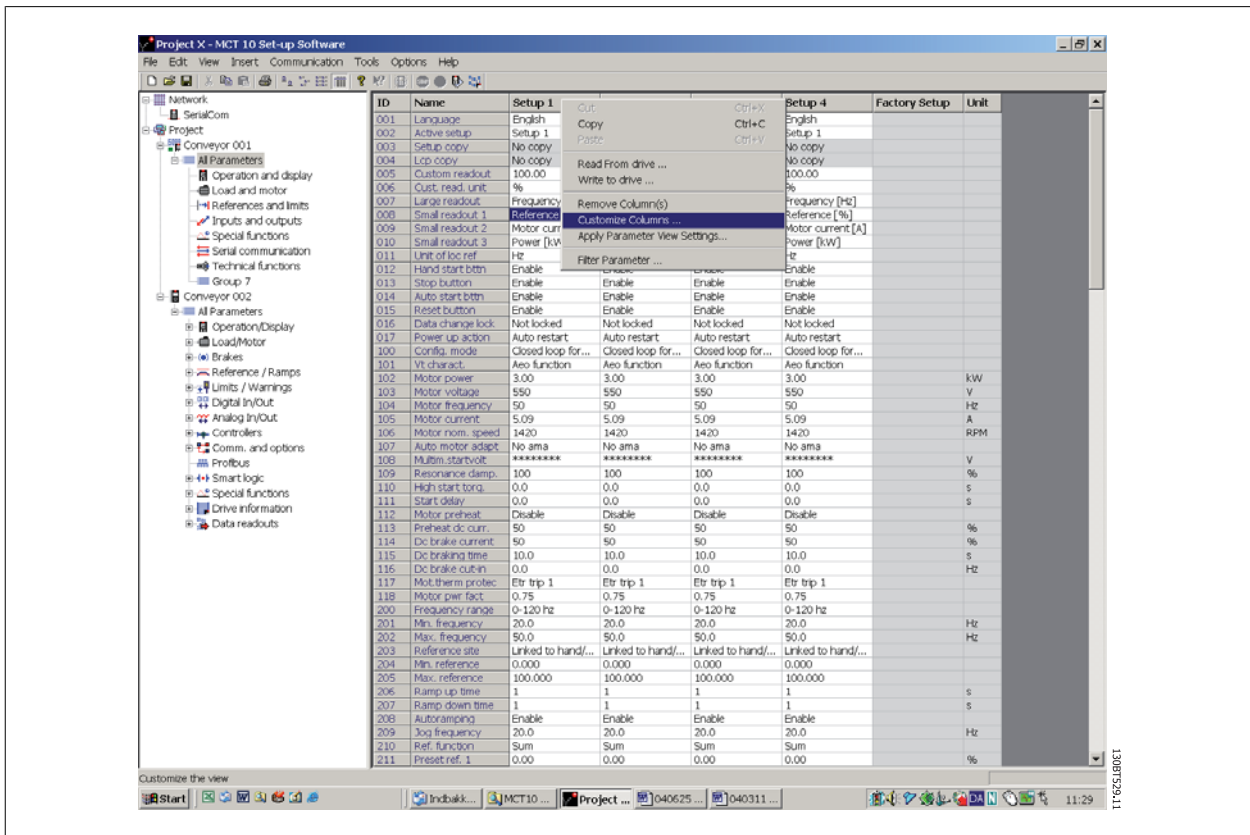 Project X - MCT 10 Set-up Software
File Edit View Insert Communication Tools Options Help
Network
SerialCom
Project
Conveyor 001
All Parameters
Operation and display
Load and motor
References and limits
Inputs and outputs
Special functions
Serial communication
Technical functions
Group 7
Conveyor 002
All Parameters
Operation/Display
Load/Motor
Brakes
Reference / Ramps
Limits / Warnings
Digital In/Out
Analog In/Out
Controllers
Comm. and options
Profibus
Smart logic
Special functions
Drive information
Data readouts
ID Name Setup 1 Setup 4 Factory Setup Unit
001 Language English English
002 Active setup Setup 1 Setup 1
003 Setup copy No copy No copy
004 Lcp copy No copy No copy
005 Custom readout 100.00 100.00
006 Cust. read. unit % %
007 Large readout Frequency Frequency [Hz]
008 Small readout 1 Reference Reference [%]
009 Small readout 2 Motor curr Motor current [A]
010 Small readout 3 Power [kW Power [kW]
011 Unit of loc ref Hz Hz
012 Hand start bttn Enable Enable Enable Enable
013 Stop button Enable Enable Enable Enable
014 Auto start bttn Enable Enable Enable Enable
015 Reset button Enable Enable Enable Enable
016 Data change lock Not locked Not locked Not locked Not locked
017 Power up action Auto restart Auto restart Auto restart Auto restart
100 Config. mode Closed loop for... Closed loop for... Closed loop for... Closed loop for...
101 Vt charact. Aeo function Aeo function Aeo function Aeo function
102 Motor power 3.00 3.00 3.00 3.00 kW
103 Motor voltage 550 550 550 550 V
104 Motor frequency 50 50 50 50 Hz
105 Motor current 5.09 5.09 5.09 5.09 A
106 Motor nom. speed 1420 1420 1420 1420 RPM
107 Auto motor adapt No ama No ama No ama No ama
108 Multim.startvolt ******** ******** ******** ******** V
109 Resonance damp. 100 100 100 100 %
110 High start torq. 0.0 0.0 0.0 0.0 s
111 Start delay 0.0 0.0 0.0 0.0 s
112 Motor preheat Disable Disable Disable Disable
113 Preheat dc curr. 50 50 50 50 %
114 Dc brake current 50 50 50 50 %
115 Dc braking time 10.0 10.0 10.0 10.0 s
116 Dc brake cut-in 0.0 0.0 0.0 0.0 Hz
117 Mot.therm protec Etr trip 1 Etr trip 1 Etr trip 1 Etr trip 1
118 Motor pwr fact 0.75 0.75 0.75 0.75
200 Frequency range 0-120 hz 0-120 hz 0-120 hz 0-120 hz
201 Min. frequency 20.0 20.0 20.0 20.0 Hz
202 Max. frequency 50.0 50.0 50.0 50.0 Hz
203 Reference site Linked to hand/... Linked to hand/... Linked to hand/... Linked to hand/...
204 Min. reference 0.000 0.000 0.000 0.000
205 Max. reference 100.000 100.000 100.000 100.000
206 Ramp up time 1 1 1 1 s
207 Ramp down time 1 1 1 1 s
208 Autoramping Enable Enable Enable Enable
209 Jog frequency 20.0 20.0 20.0 20.0 Hz
210 Ref. function Sum Sum Sum Sum
211 Preset ref. 1 0.00 0.00 0.00 0.00 %
Cut Ctrl+X
Copy Ctrl+C
Paste Ctrl+V
Read From drive ...
Write to drive ...
Remove Column(s)
Customize Columns ...
Apply Parameter View Settings...
Filter Parameter ...
Customize the view
Start Indbakk... MCT10 ... Project ... 040625 ... 040311 ... DA N 11:29
130BT529.11